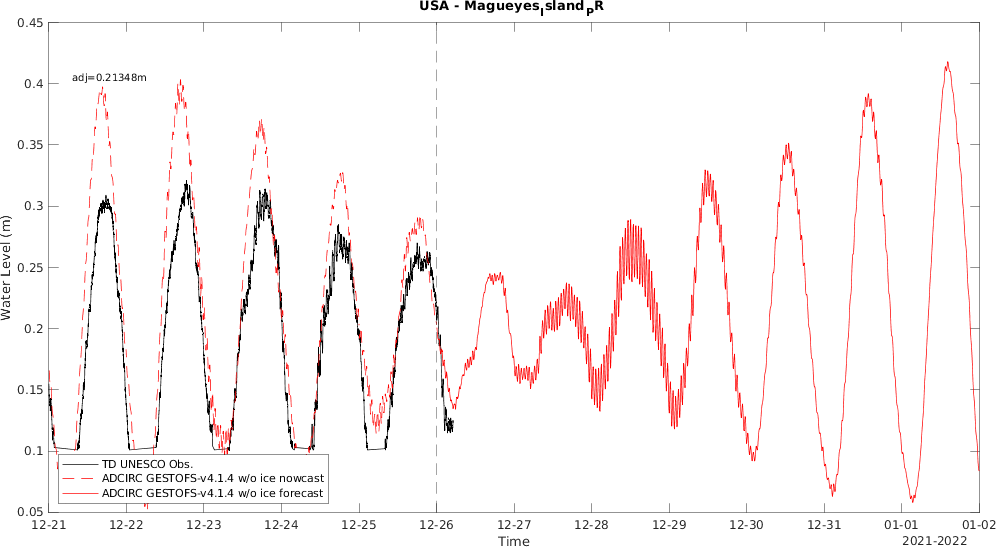 USA - Magueyes_Island_PR
0.45
0.4
0.35
0.3
0.25
0.2
0.15
0.1
0.05
Water Level (m)
adj=0.21348m
TD UNESCO Obs.
ADCIRC GESTOFS-v4.1.4 w/o ice nowcast
ADCIRC GESTOFS-v4.1.4 w/o ice forecast
12-21 12-22 12-23 12-24 12-25 12-26 12-27 12-28 12-29 12-30 12-31 01-01 01-02
Time
2021-2022